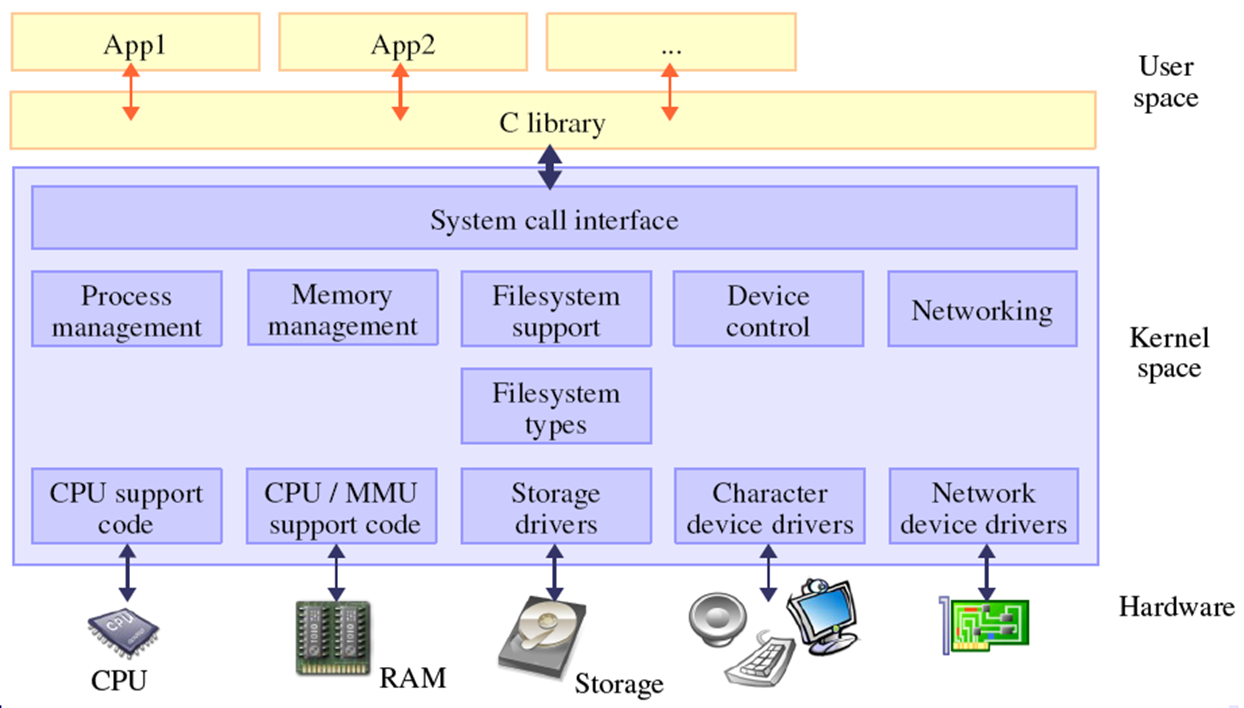 App1
App2
...
User
space
C library
System call interface
Process
management
Memory
management
Filesystem
support
Device
control
Networking
Kernel
space
Filesystem
types
CPU support
code
CPU / MMU
support code
Storage
drivers
Character
device drivers
Network
device drivers
Hardware
CPU
CPU
RAM
Storage